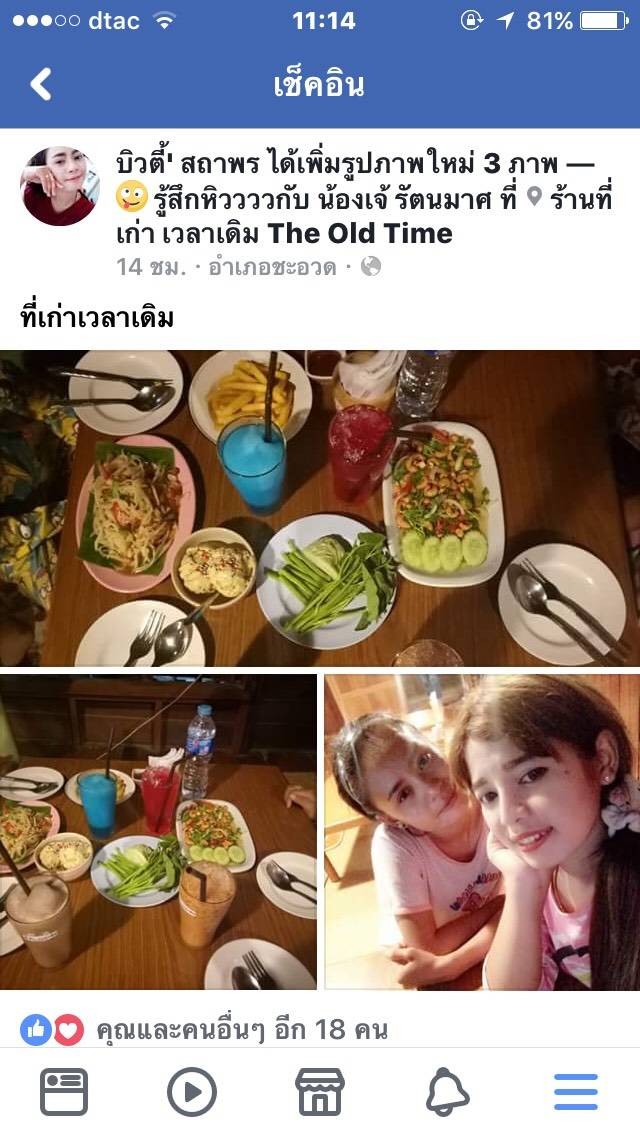 dtac 11:14 81%
เช็คอิน
บิวตี้' สถาพร ได้เพิ่มรูปภาพใหม่ 3 ภาพ —
รู้สึกหิววววกับ น้องเจ้ รัตนมาศ ที่ ร้านที่
เก่า เวลาเดิม The Old Time
14 ชม. · อำเภอชะอวด ·
ที่เก่าเวลาเดิม
คุณและคนอื่นๆ อีก 18 คน